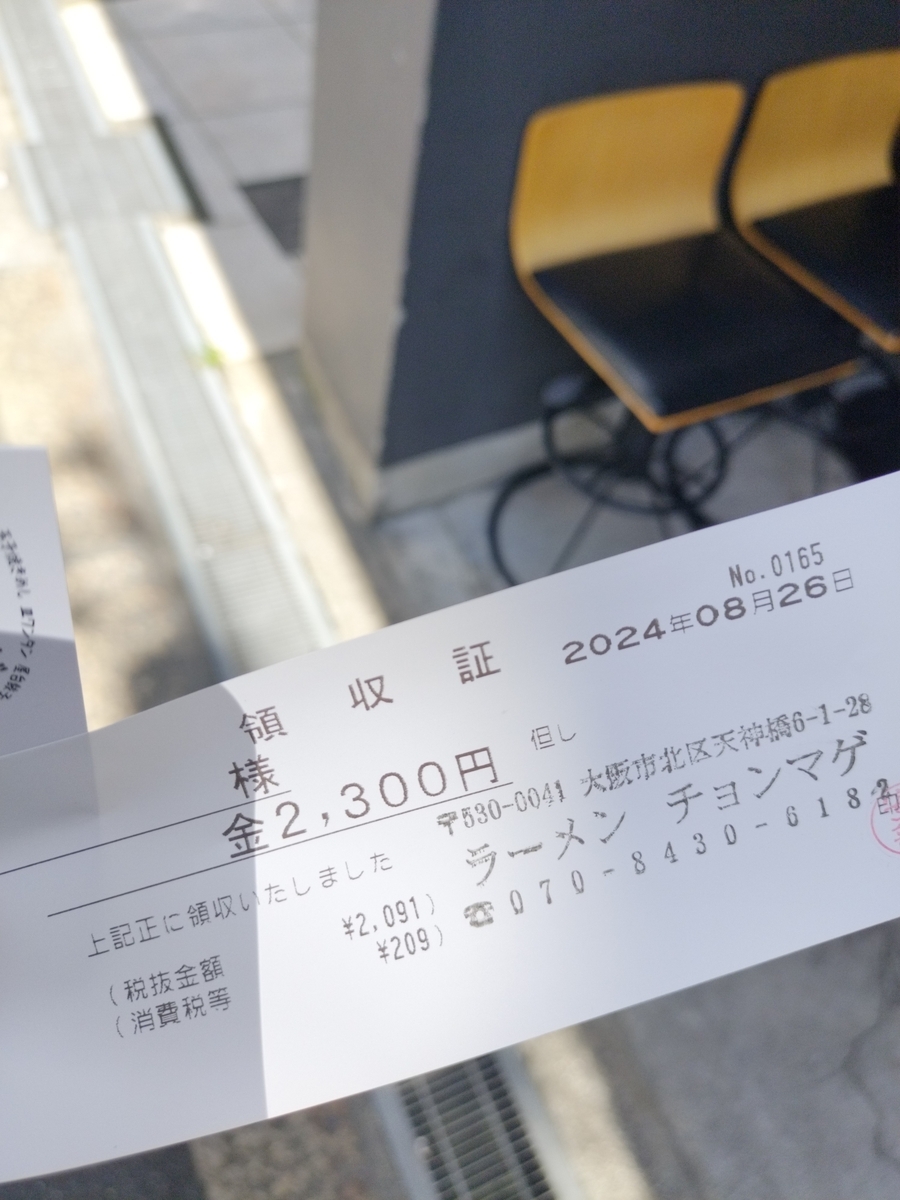 No.0165
2024年08月26日
領収証
様
金2,300円
但し
〒530-0041 大阪市北区天神橋6-1-28
ラーメン チョンマゲ
☎070-8430-6182
上記正に領収いたしました
(税抜金額 ¥2,091)
(消費税等 ¥209)